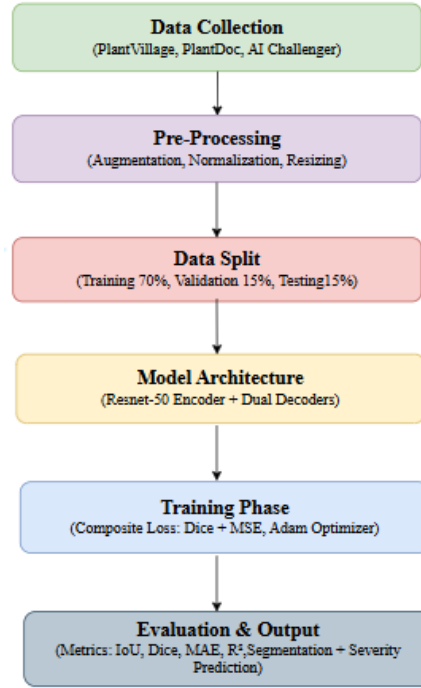 Data Collection
(PlantVillage, PlantDoc, AI Challenger)
Pre-Processing
(Augmentation, Normalization, Resizing)
Data Split
(Training 70%, Validation 15%, Testing15%)
Model Architecture
(Resnet-50 Encoder + Dual Decoders)
Training Phase
(Composite Loss: Dice + MSE, Adam Optimizer)
Evaluation & Output
(Metrics: IoU, Dice, MAE, R²,Segmentation + Severity
Prediction)